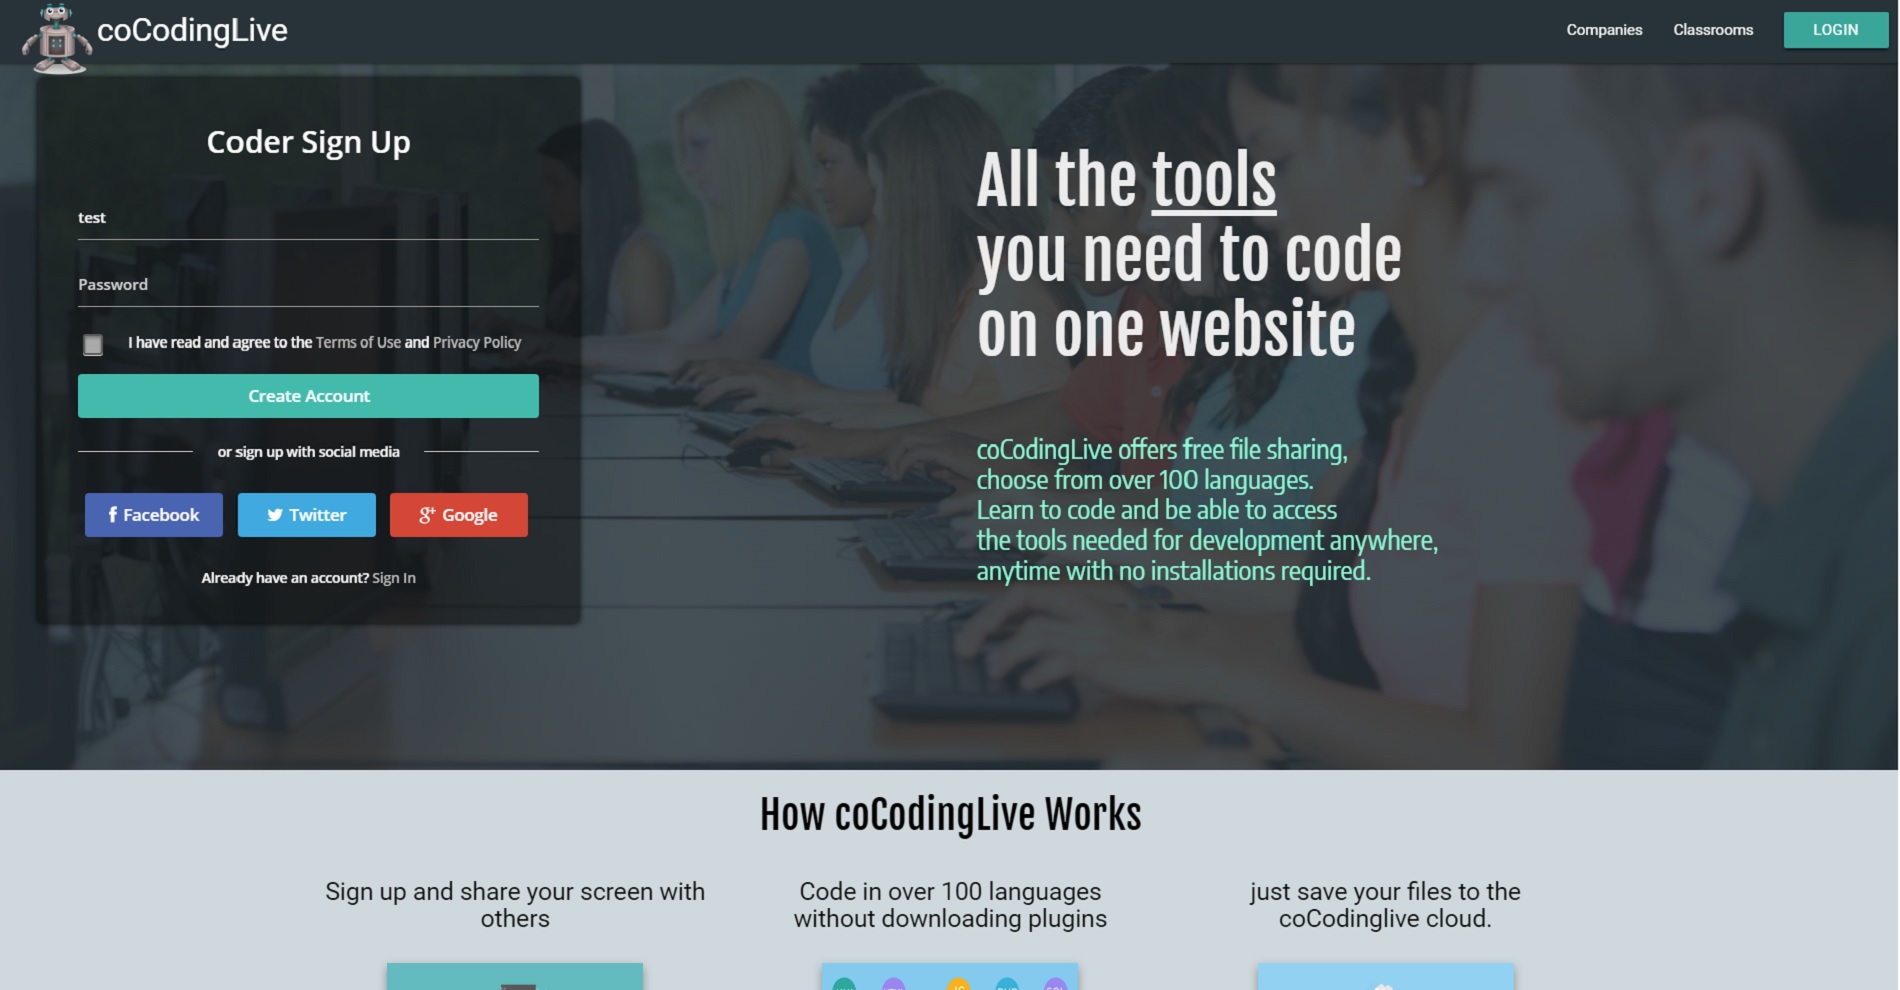 coCodingLive
Companies
Classrooms
LOGIN
Coder Sign Up
test
Password
I have read and agree to the Terms of Use and Privacy Policy
Create Account
or sign up with social media
f Facebook
Twitter
g+ Google
Already have an account? Sign In
All the tools
you need to code
on one website
coCodingLive offers free file sharing,
choose from over 100 languages.
Learn to code and be able to access
the tools needed for development anywhere,
anytime with no installations required.
How coCodingLive Works
Sign up and share your screen with
others
Code in over 100 languages
without downloading plugins
just save your files to the
coCodinglive cloud.